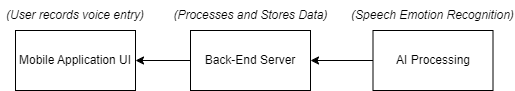 (User records voice entry) (Processes and Stores Data) (Speech Emotion Recognition)
Mobile Application UI Back-End Server AI Processing